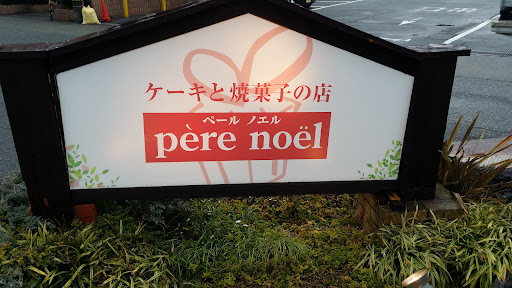 ケーキと焼菓子の店
ペール ノエル
père noël